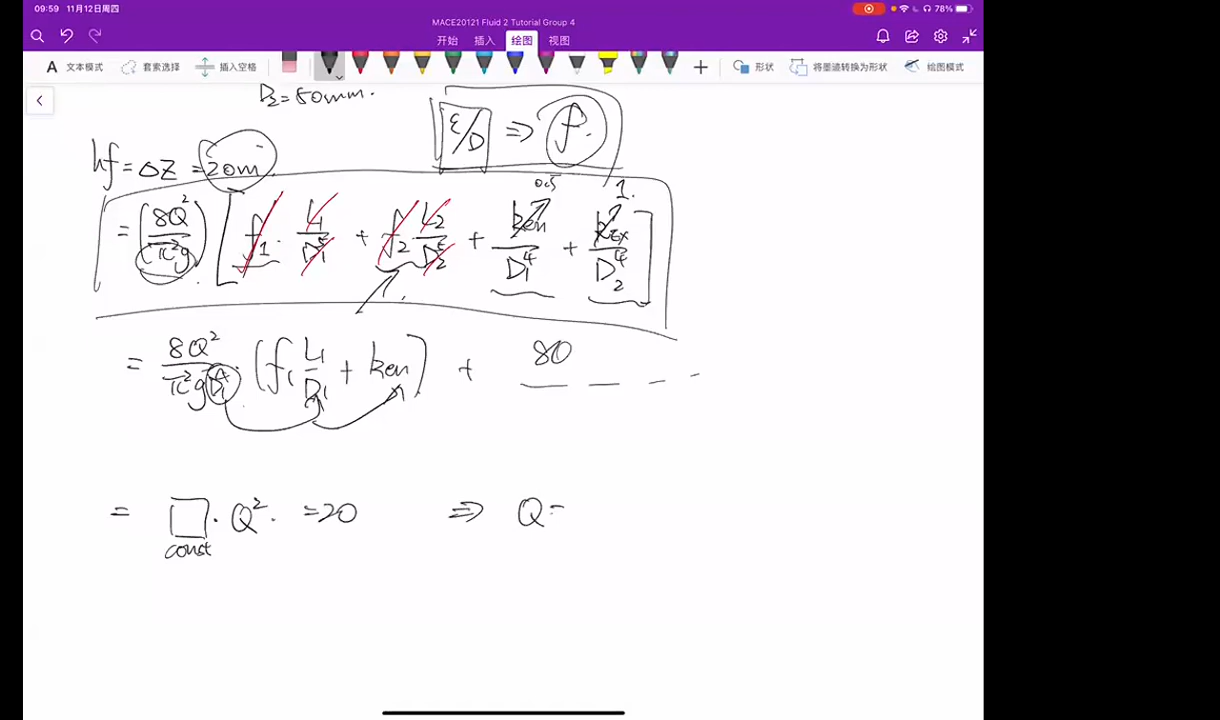 09:59 11月12日周四
78%
MACE20121 Fluid 2 Tutorial Group 4
开始 插入 绘图 视图
A 文本模式 套索选择 插入空格 形状 将墨迹转换为形状 绘图模式
D₂=50mm.
ε/D ⇒ f.
hf = ΔZ = 20m.
0.5 1.
= (8Q²/π²g) [f₁ · L₁/D₁⁵ + f₂ L₂/D₂⁵ + ken/D₁⁴ + kex/D₂⁴]
= 8Q²/π²gD₁⁴ · (f₁ L₁/D₁ + ken) + 80
= □ · Q² · =20 ⇒ Q=
const